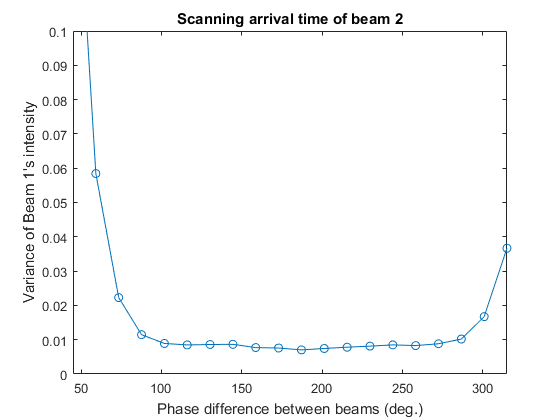 Scanning arrival time of beam 2
0.1
0.09
0.08
0.07
0.06
0.05
0.04
0.03
0.02
0.01
0
Variance of Beam 1's intensity
50 100 150 200 250 300
Phase difference between beams (deg.)